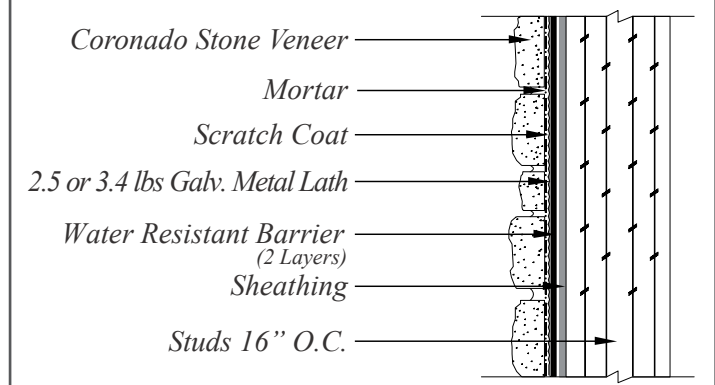 Coronado Stone Veneer
Mortar
Scratch Coat
2.5 or 3.4 lbs Galv. Metal Lath
Water Resistant Barrier
(2 Layers)
Sheathing
Studs 16” O.C.